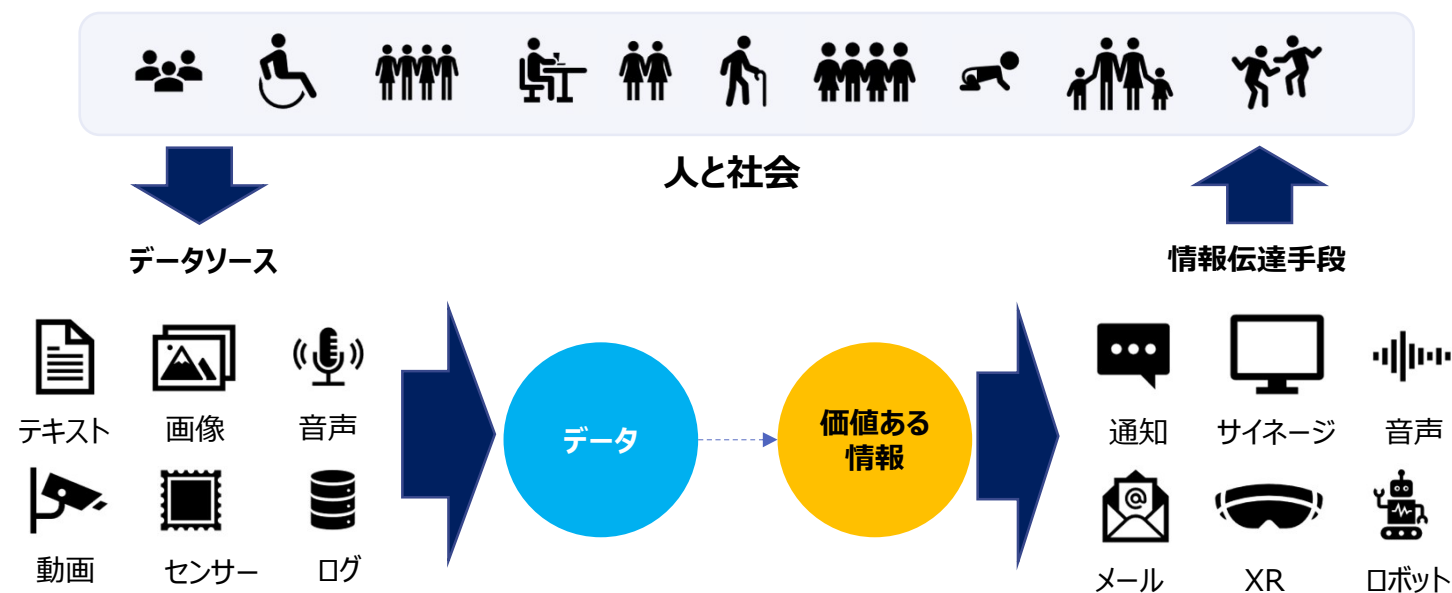 人と社会
データソース
情報伝達手段
テキスト
画像
音声
動画
センサー
ログ
データ
価値ある
情報
通知
サイネージ
音声
@
メール
XR
ロボット